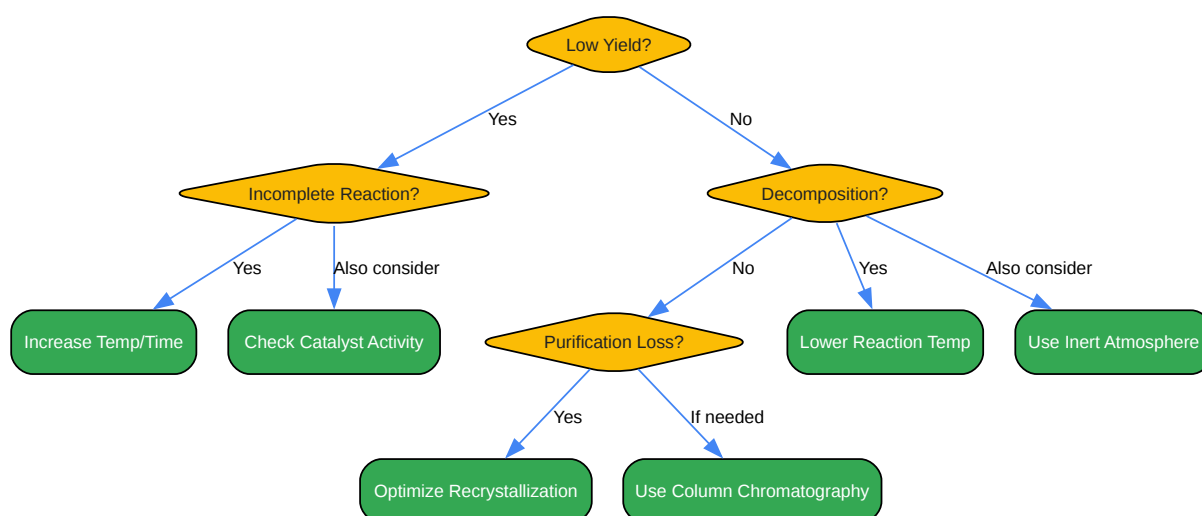 Low Yield?
Yes
No
Incomplete Reaction?
Decomposition?
Yes
Also consider
No
Yes
Also consider
Increase Temp/Time
Check Catalyst Activity
Purification Loss?
Lower Reaction Temp
Use Inert Atmosphere
Yes
If needed
Optimize Recrystallization
Use Column Chromatography